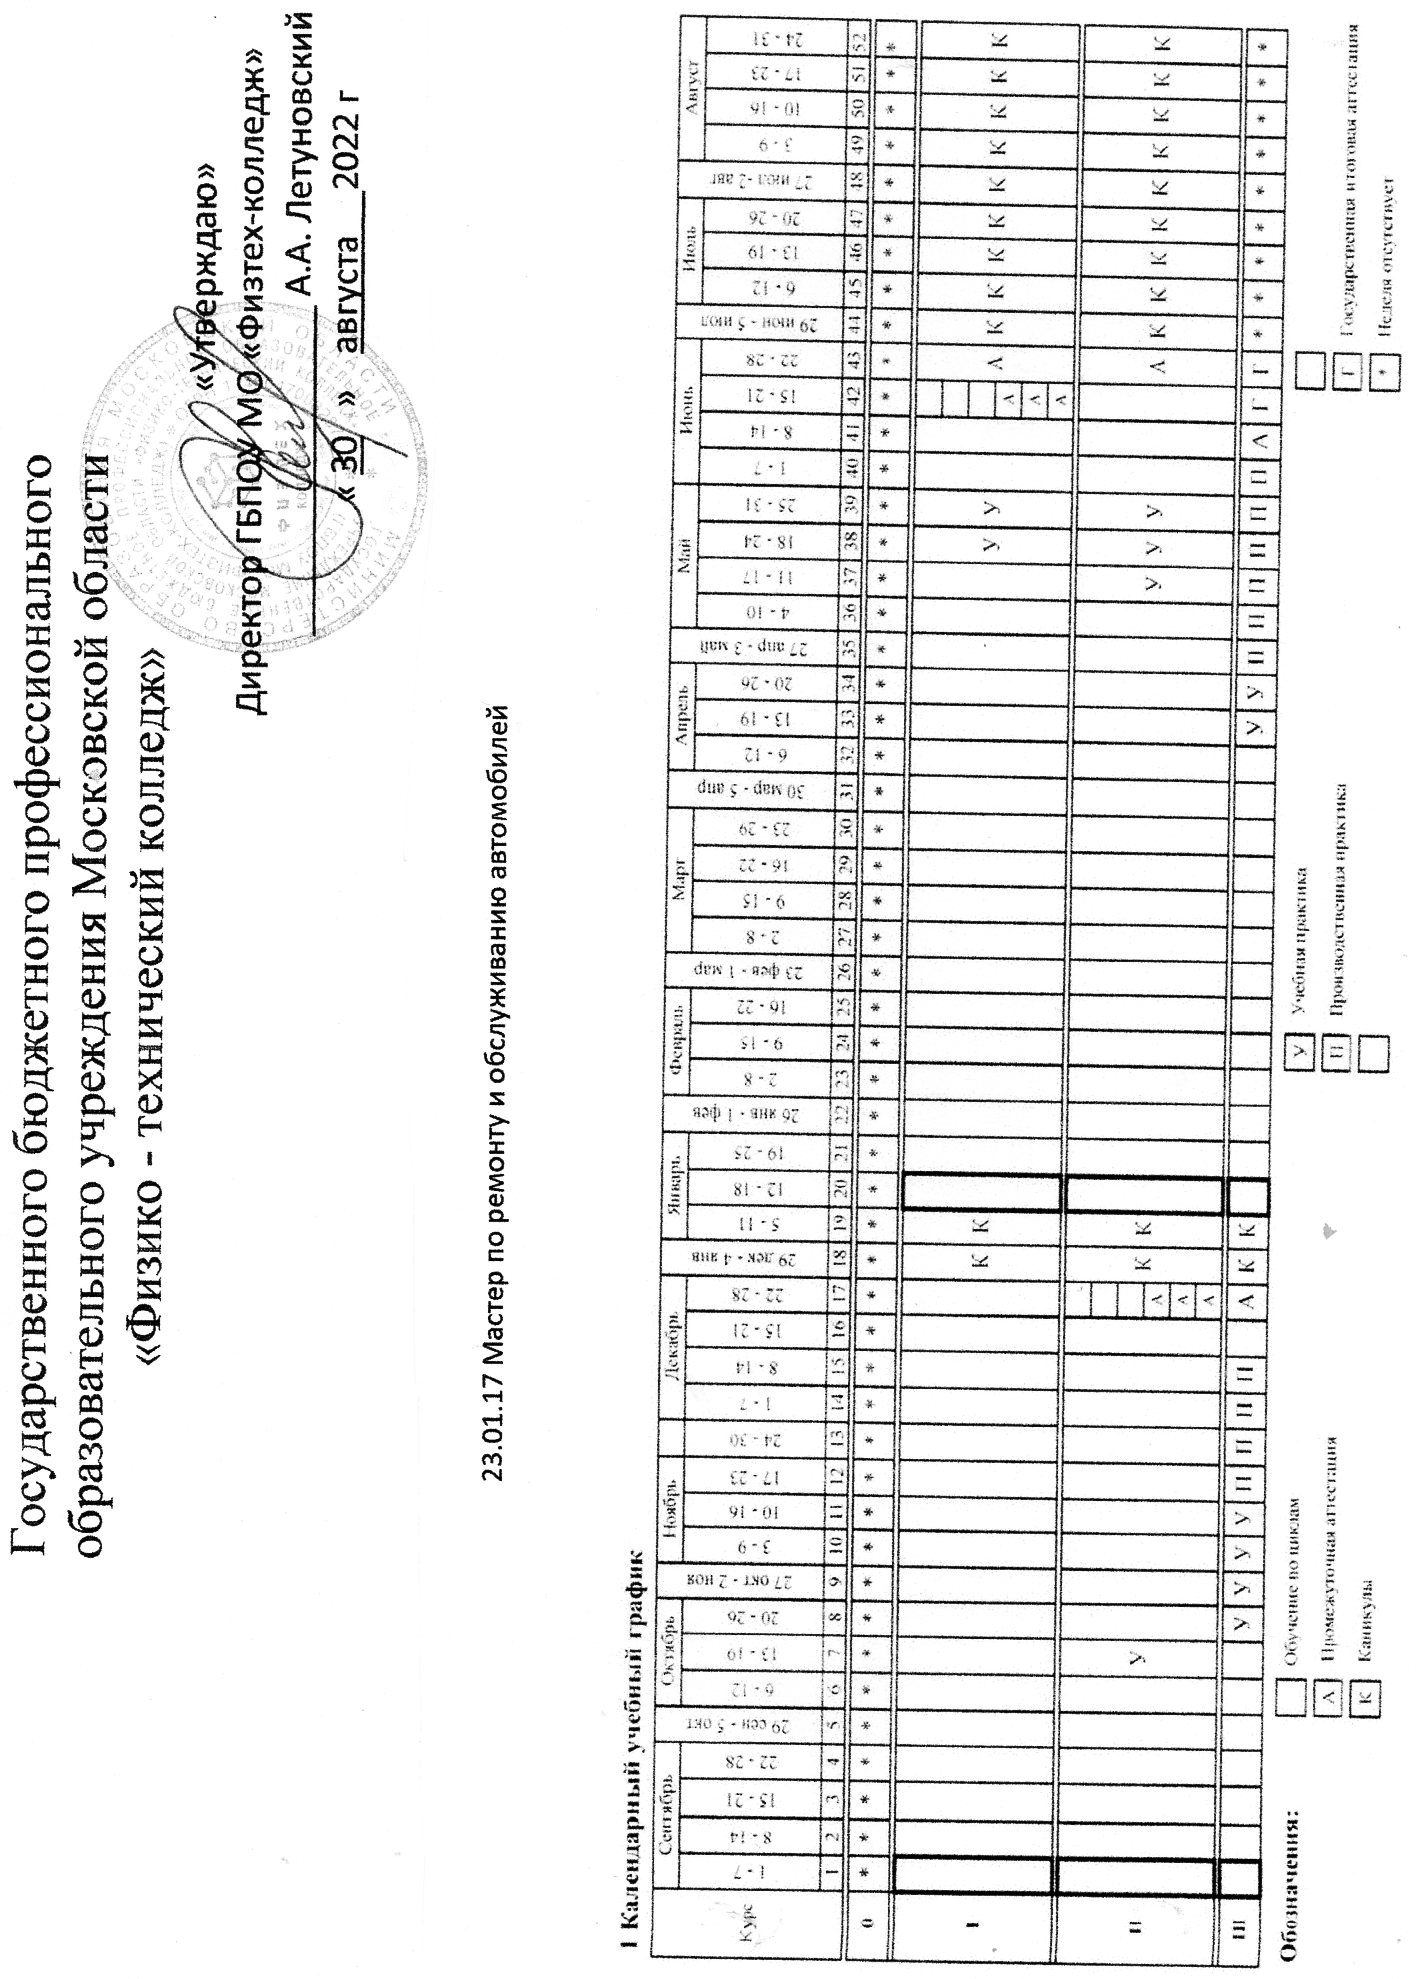 Государственного бюджетного профессионального
образовательного учреждения Московской области
«Физико - технический колледж»
«Утверждаю»
Директор ГБПОУ МО «Физтех-колледж»
А.А. Летуновский
« 30 » августа 2022 г
23.01.17 Мастер по ремонту и обслуживанию автомобилей
1 Календарный учебный график
Курс Сентябрь 29 сен - 5 окт Октябрь 27 окт - 2 ноя Ноябрь Декабрь 29 дек - 4 янв Январь 26 янв - 1 фев Февраль 23 фев - 1 мар Март 30 мар - 5 апр Апрель 27 апр - 3 май Май Июнь 29 июн - 5 июл Июль 27 июл - 2 авг Август
1 - 7 8 - 14 15 - 21 22 - 28 6 - 12 13 - 19 20 - 26 3 - 9 10 - 16 17 - 23 24 - 30 1 - 7 8 - 14 15 - 21 22 - 28 5 - 11 12 - 18 19 - 25 2 - 8 9 - 15 16 - 22 2 - 8 9 - 15 16 - 22 23 - 29 6 - 12 13 - 19 20 - 26 4 - 10 11 - 17 18 - 24 25 - 31 1 - 7 8 - 14 15 - 21 22 - 28 6 - 12 13 - 19 20 - 26 3 - 9 10 - 16 17 - 23 24 - 31
1 2 3 4 5 6 7 8 9 10 11 12 13 14 15 16 17 18 19 20 21 22 23 24 25 26 27 28 29 30 31 32 33 34 35 36 37 38 39 40 41 42 43 44 45 46 47 48 49 50 51 52
0 * * * * * * * * * * * * * * * * * * * * * * * * * * * * * * * * * * * * * * * * * * * * * * * * * * * *
I К К У У А А А А К К К К К К К К К
II У А А А К К У У У А К К К К К К К К К
III У У У У П П П П А К К У У П П П П П П А Г Г * * * * * * * * *
Обозначения:
Обучение по циклам
У Учебная практика
А Промежуточная аттестация
П Производственная практика
Г Государственная итоговая аттестация
К Каникулы
* Неделя отсутствует